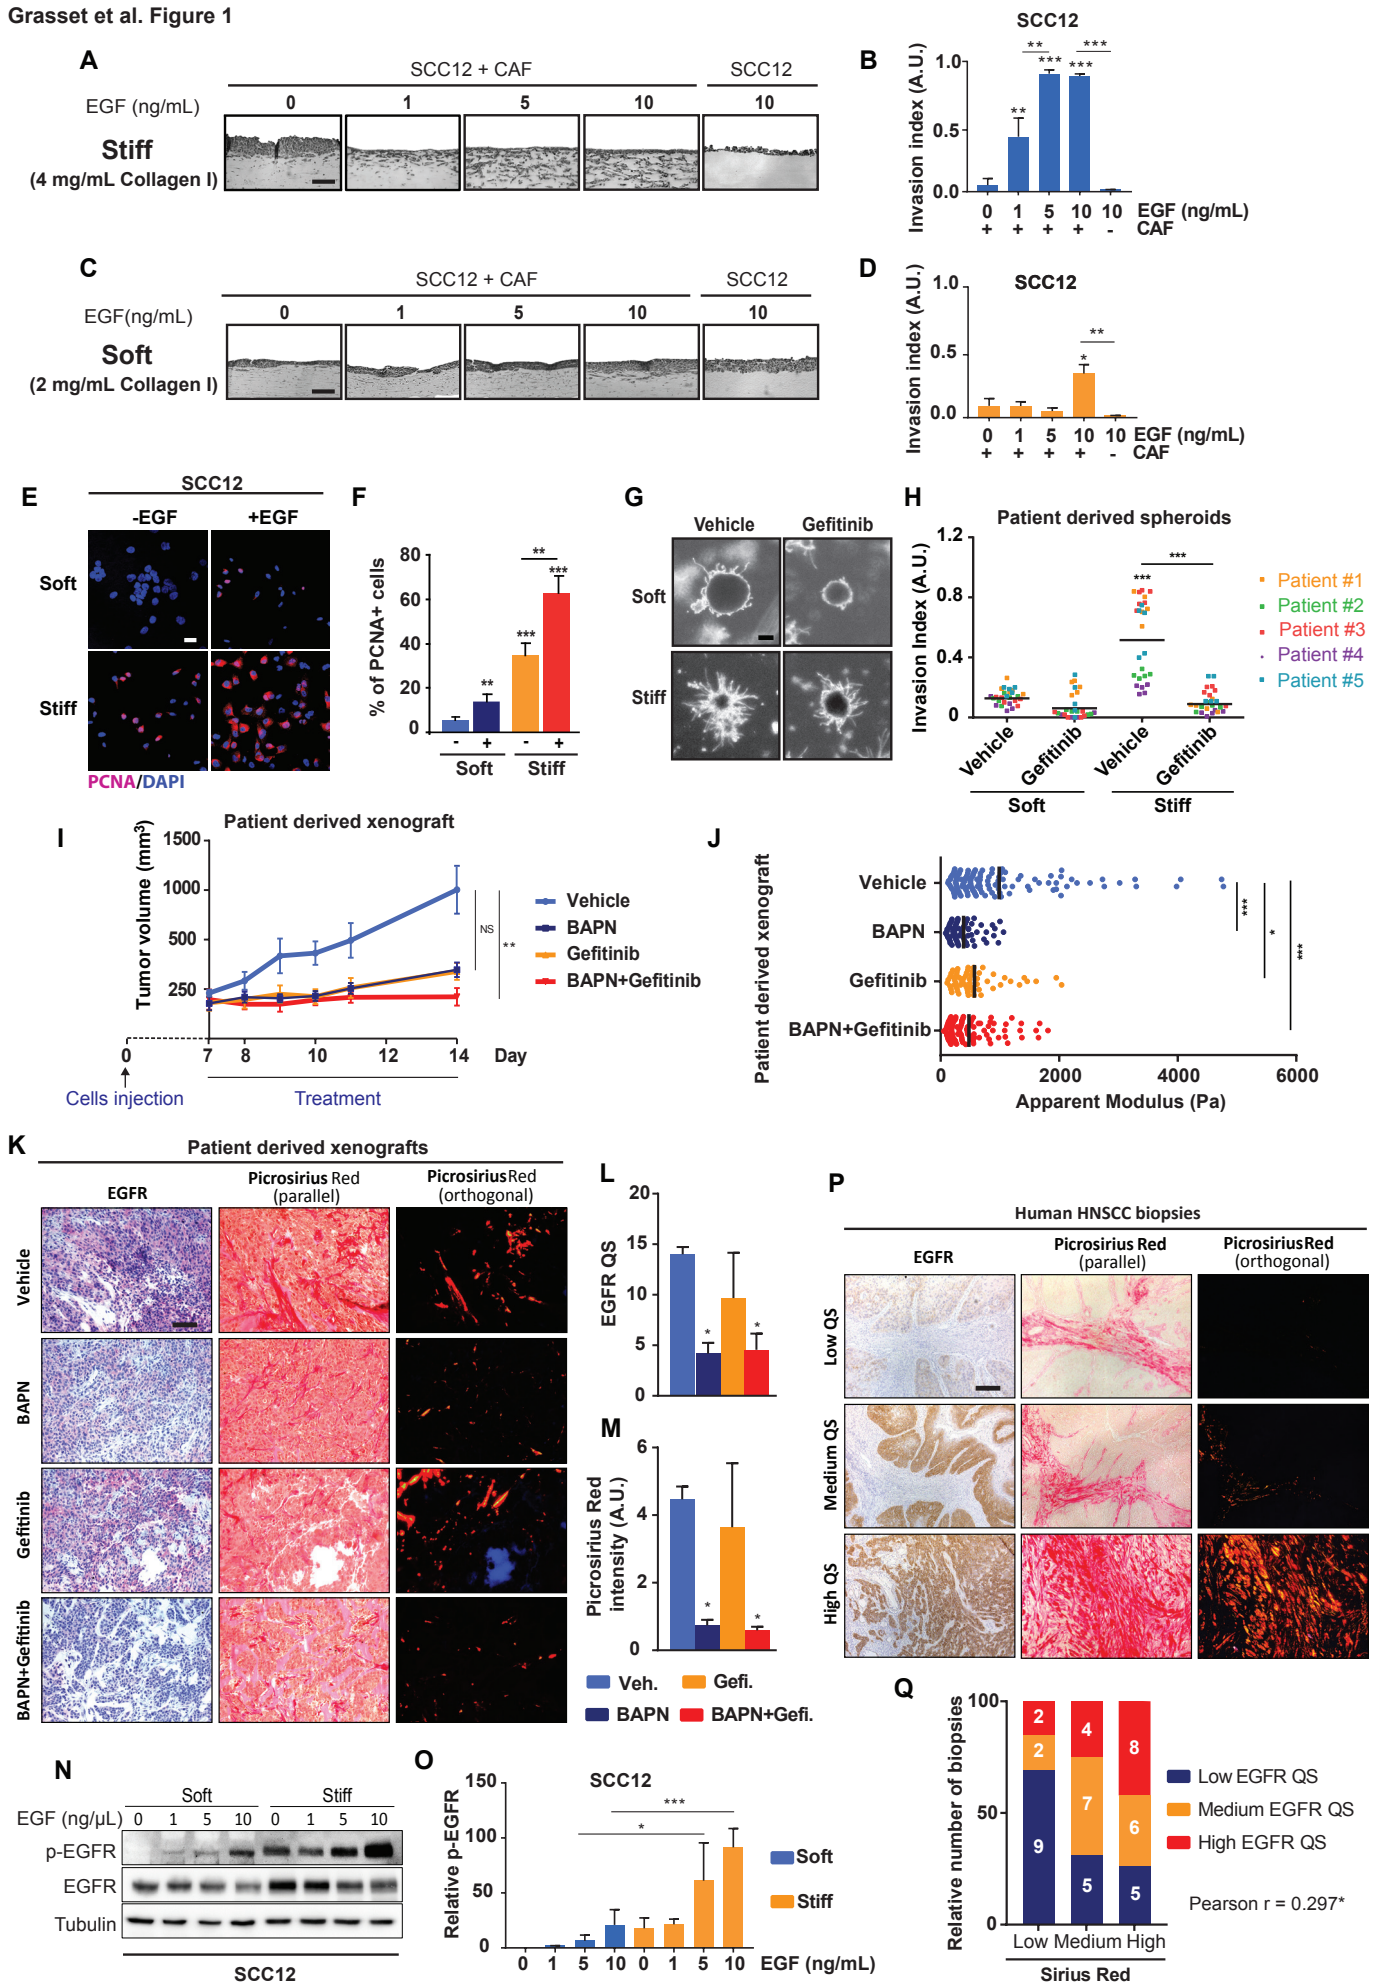 Grasset et al. Figure 1
A
SCC12 + CAF
SCC12
EGF (ng/mL)
0
1
5
10
10
Stiff
(4 mg/mL Collagen I)
B
SCC12
Invasion index (A.U.)
1.0
0.5
0.0
** ***
** *** ***
0 1 5 10 10 EGF (ng/mL)
+ + + + - CAF
C
SCC12 + CAF
SCC12
EGF(ng/mL)
0
1
5
10
10
Soft
(2 mg/mL Collagen I)
D
SCC12
Invasion index (A.U.)
1.0
0.5
0.0
**
*
0 1 5 10 10 EGF (ng/mL)
+ + + + - CAF
E
SCC12
-EGF +EGF
Soft
Stiff
PCNA/DAPI
F
% of PCNA+ cells
80
60
40
20
0
**
***
***
**
- + - +
Soft Stiff
G
Vehicle Gefitinib
Soft
Stiff
H
Patient derived spheroids
Invasion Index (A.U.)
1.2
0.8
0.4
0
***
***
Vehicle
Gefitinib
Vehicle
Gefitinib
Soft Stiff
Patient #1
Patient #2
Patient #3
Patient #4
Patient #5
I
Patient derived xenograft
Tumor volume (mm3)
1500
1000
500
250
NS
**
Vehicle
BAPN
Gefitinib
BAPN+Gefitinib
0 7 8 10 11 14 Day
Cells injection
Treatment
J
Patient derived xenograft
Vehicle
BAPN
Gefitinib
BAPN+Gefitinib
***
*
***
0 2000 4000 6000
Apparent Modulus (Pa)
K
Patient derived xenografts
EGFR
Picrosirius Red
(parallel)
Picrosirius Red
(orthogonal)
Vehicle
BAPN
Gefitinib
BAPN+Gefitinib
L
EGFR QS
20
15
10
5
0
* *
M
Picrosirius Red
intensity (A.U.)
6
4
2
0
* *
Veh. Gefi.
BAPN BAPN+Gefi.
N
Soft Stiff
EGF (ng/µL) 0 1 5 10 0 1 5 10
p-EGFR
EGFR
Tubulin
SCC12
O
SCC12
Relative p-EGFR
150
100
50
0
***
*
Soft
Stiff
0 1 5 10 0 1 5 10 EGF (ng/mL)
P
Human HNSCC biopsies
EGFR
Picrosirius Red
(parallel)
PicrosiriusRed
(orthogonal)
Low QS
Medium QS
High QS
Q
Relative number of biopsies
100
50
0
2 4 8
2 7 6
9 5 5
Low Medium High
Sirius Red
Low EGFR QS
Medium EGFR QS
High EGFR QS
Pearson r = 0.297*